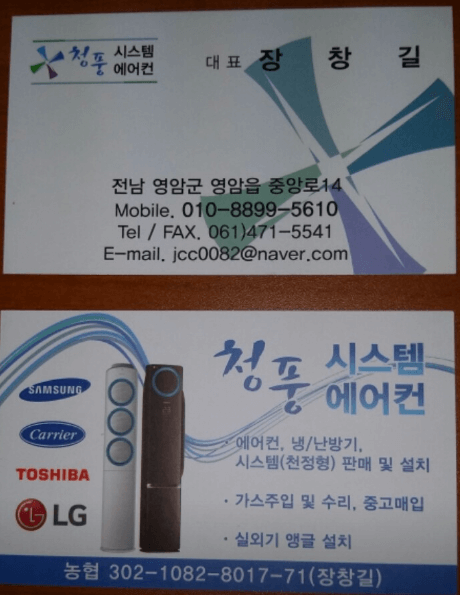 청풍 시스템 에어컨
대표 장 창 길
전남 영암군 영암읍 중앙로14
Mobile. 010-8899-5610
Tel / FAX. 061)471-5541
E-mail. jcc0082@naver.com
청풍 시스템 에어컨
SAMSUNG
Carrier
TOSHIBA
LG
· 에어컨, 냉/난방기,
시스템(천정형) 판매 및 설치
· 가스주입 및 수리, 중고매입
· 실외기 앵글 설치
농협 302-1082-8017-71(장창길)